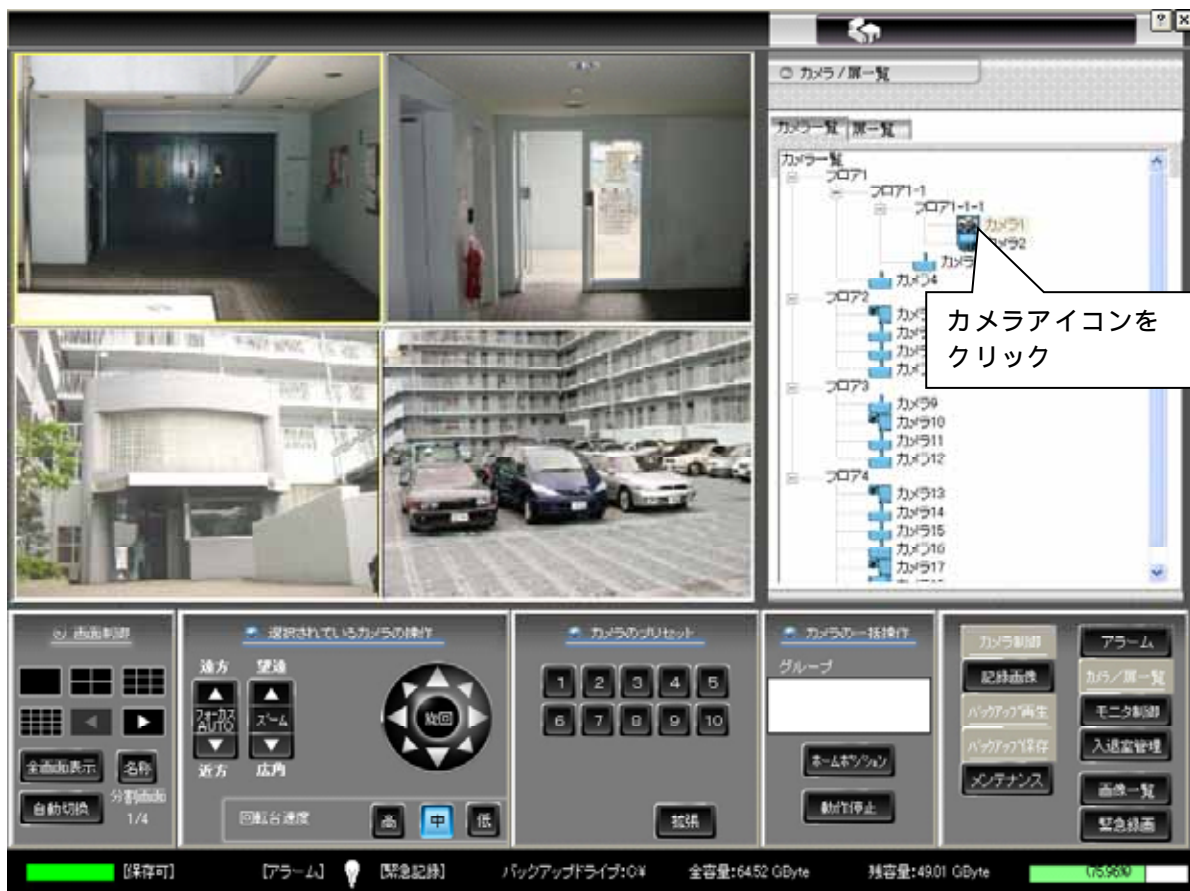 カメラ/扉一覧
カメラ一覧 扉一覧
カメラ一覧
フロア1
フロア1-1
フロア1-1-1
カメラ1
カメラ2
カメラ4
フロア2
カメラアイコンを
クリック
フロア3
カメラ9
カメラ10
カメラ11
カメラ12
フロア4
カメラ13
カメラ14
カメラ15
カメラ16
カメラ17
画面制御
全画面表示 名称
自動切換 分割画面
1/4
選択されているカメラの操作
遠方 望遠
フォーカス AUTO ズーム
近方 広角
旋回
回転台速度 高 中 低
カメラのプリセット
1 2 3 4 5
6 7 8 9 10
拡張
カメラの一括操作
グループ
ホームポジション
動作停止
カメラ制御 アラーム
記録画像 カメラ/扉一覧
バックアップ再生 モニタ制御
バックアップ保存 入退室管理
メンテナンス 画像一覧
緊急録画
[保存可] [アラーム] [緊急記録] バックアップドライブ:C¥ 全容量:64.52 GByte 残容量:49.01 GByte (75.96%)